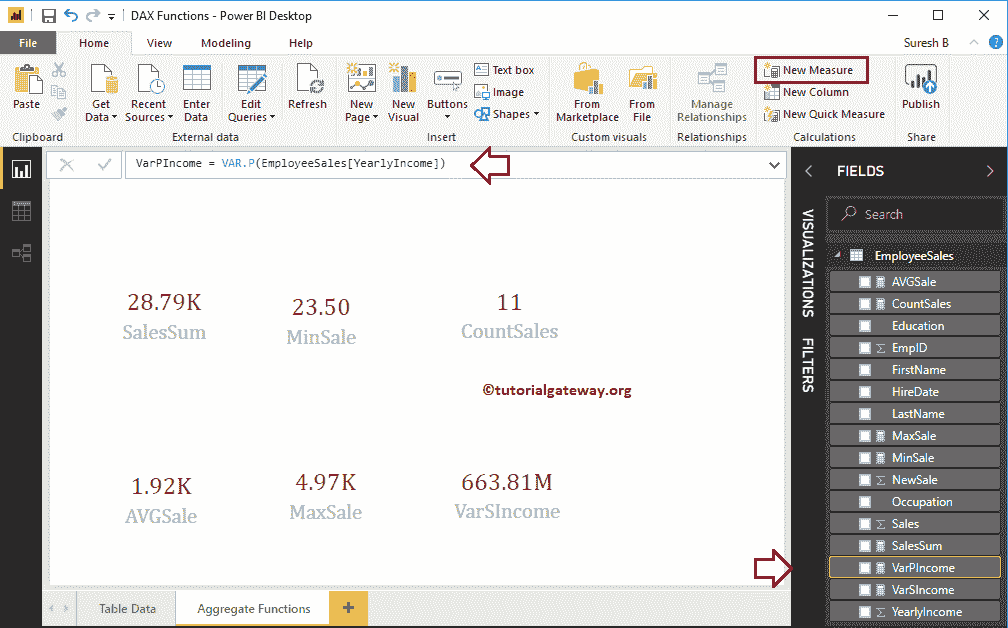 DAX Functions - Power BI Desktop
File Home View Modeling Help Suresh B ?
Paste
Get Data
Recent Sources
Enter Data
Edit Queries
Refresh
New Page
New Visual
Buttons
Text box
Image
Shapes
From Marketplace
From File
Manage Relationships
New Measure
New Column
New Quick Measure
Publish
Clipboard External data Insert Custom visuals Relationships Calculations Share
VarPIncome = VAR.P(EmployeeSales[YearlyIncome])
28.79K
SalesSum
23.50
MinSale
11
CountSales
©tutorialgateway.org
1.92K
AVGSale
4.97K
MaxSale
663.81M
VarSIncome
VISUALIZATIONS
FILTERS
FIELDS
Search
EmployeeSales
AVGSale
CountSales
Education
Σ EmpID
FirstName
HireDate
LastName
MaxSale
MinSale
Σ NewSale
Occupation
Σ Sales
SalesSum
VarPIncome
VarSIncome
Σ YearlyIncome
Table Data Aggregate Functions +